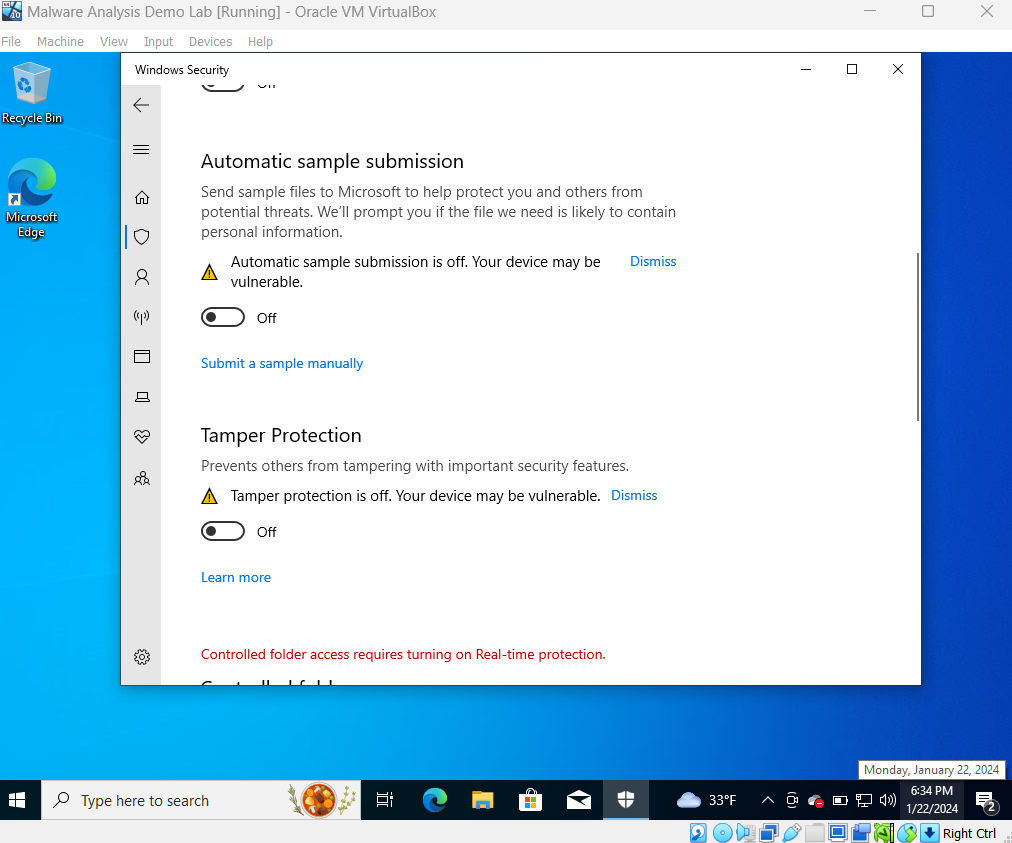 Malware Analysis Demo Lab [Running] - Oracle VM VirtualBox
File Machine View Input Devices Help
Recycle Bin
Microsoft
Edge
Windows Security
Off
Automatic sample submission
Send sample files to Microsoft to help protect you and others from
potential threats. We'll prompt you if the file we need is likely to contain
personal information.
Automatic sample submission is off. Your device may be
vulnerable.
Dismiss
Off
Submit a sample manually
Tamper Protection
Prevents others from tampering with important security features.
Tamper protection is off. Your device may be vulnerable. Dismiss
Off
Learn more
Controlled folder access requires turning on Real-time protection.
Monday, January 22, 2024
Type here to search
33°F
6:34 PM
1/22/2024
2
Right Ctrl